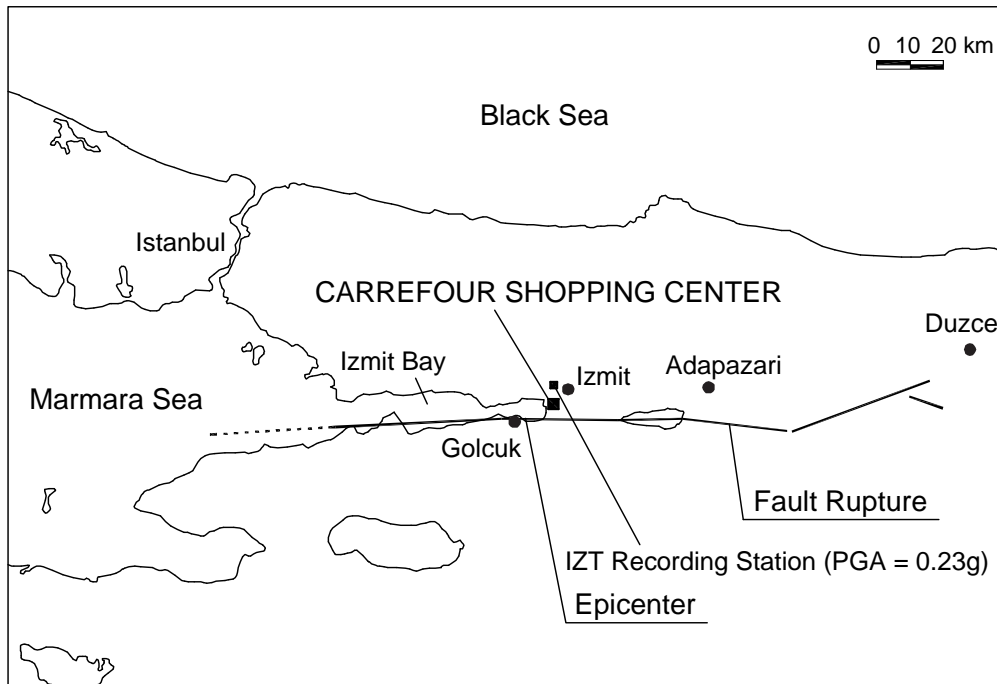 0 10 20 km
Black Sea
Istanbul
CARREFOUR SHOPPING CENTER
Duzce
Izmit Bay
Izmit
Adapazari
Marmara Sea
Golcuk
Fault Rupture
IZT Recording Station (PGA = 0.23g)
Epicenter